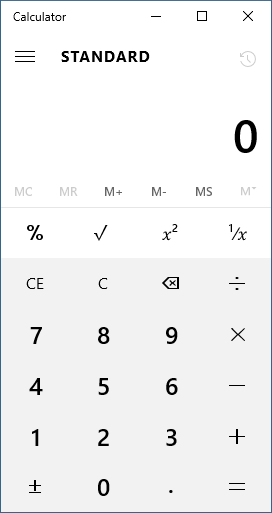 Calculator
STANDARD
0
MC MR M+ M- MS M˅
% √ x² ¹/x
CE C ÷
7 8 9 ×
4 5 6 −
1 2 3 +
± 0 . =